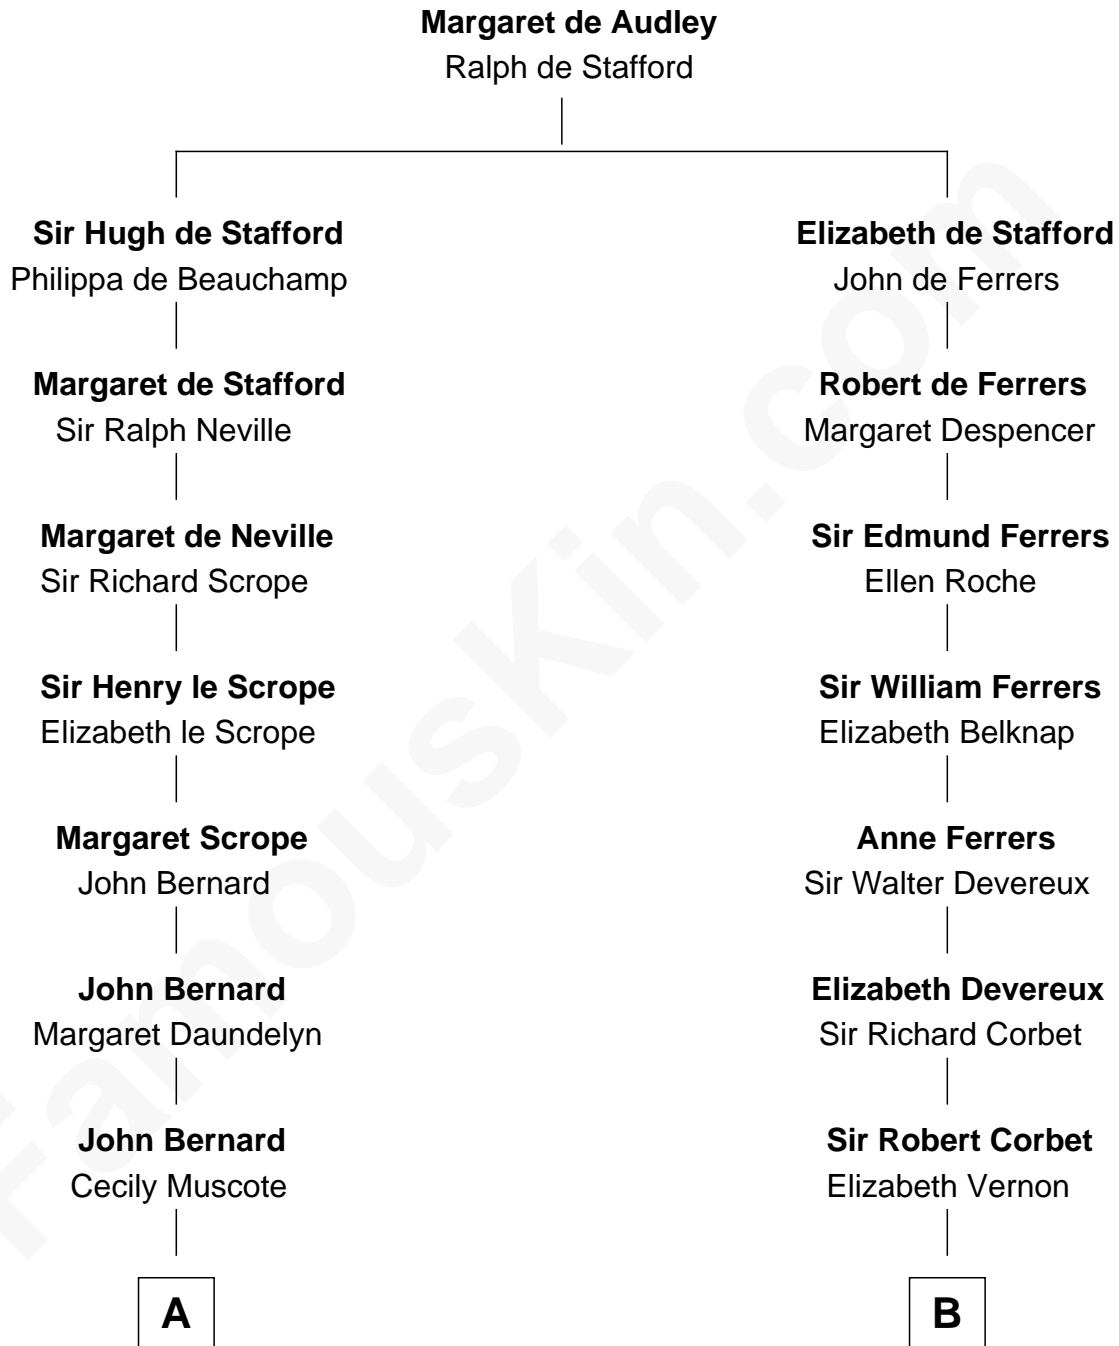 Margaret de Audley
Ralph de Stafford
Sir Hugh de Stafford
Philippa de Beauchamp
Elizabeth de Stafford
John de Ferrers
Margaret de Stafford
Sir Ralph Neville
Robert de Ferrers
Margaret Despencer
Margaret de Neville
Sir Richard Scrope
Sir Edmund Ferrers
Ellen Roche
Sir Henry le Scrope
Elizabeth le Scrope
Sir William Ferrers
Elizabeth Belknap
Margaret Scrope
John Bernard
Anne Ferrers
Sir Walter Devereux
John Bernard
Margaret Daundelyn
Elizabeth Devereux
Sir Richard Corbet
John Bernard
Cecily Muscote
Sir Robert Corbet
Elizabeth Vernon
A
B
FamousKin.com